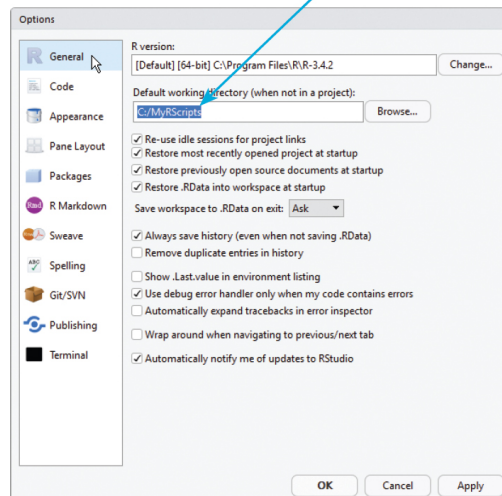 Options
General
Code
Appearance
Pane Layout
Packages
Rmd R Markdown
Sweave
ABC Spelling
Git/SVN
Publishing
Terminal
R version:
[Default] [64-bit] C:\Program Files\R\R-3.4.2
Change...
Default working directory (when not in a project):
C:/MyRScripts
Browse...
Re-use idle sessions for project links
Restore most recently opened project at startup
Restore previously open source documents at startup
Restore .RData into workspace at startup
Save workspace to .RData on exit: Ask
Always save history (even when not saving .RData)
Remove duplicate entries in history
Show .Last.value in environment listing
Use debug error handler only when my code contains errors
Automatically expand tracebacks in error inspector
Wrap around when navigating to previous/next tab
Automatically notify me of updates to RStudio
OK Cancel Apply